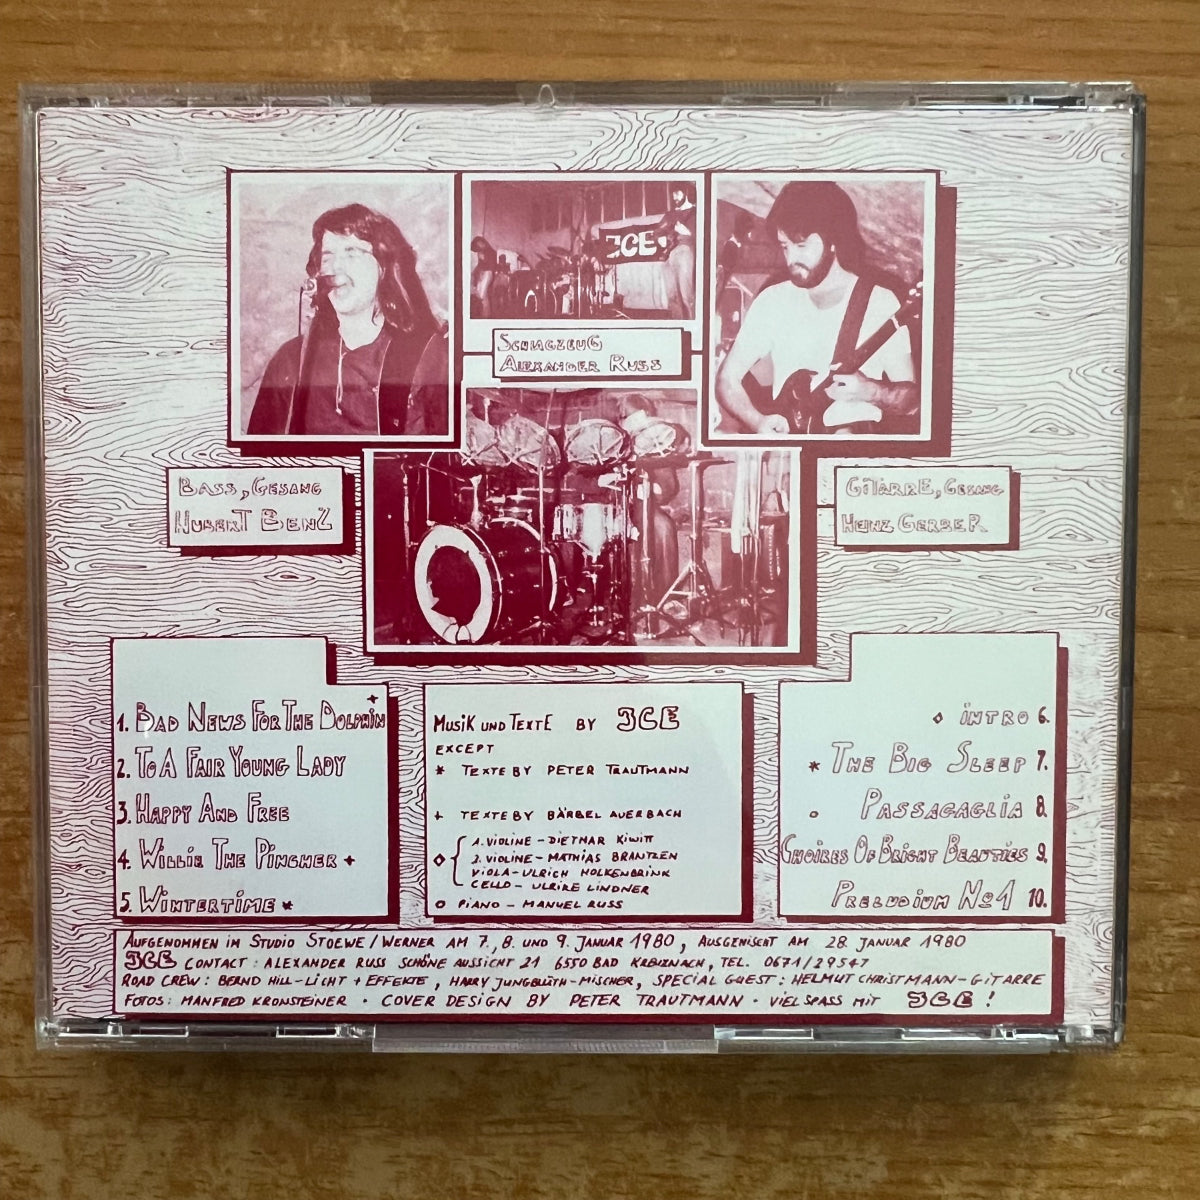 ICE
SCHLAGZEUG
ALEXANDER RUSS
BASS, GESANG
HUBERT BENZ
GITARRE, GESANG
HEINZ GERBER
1. BAD NEWS FOR THE DOLPHIN +
2. TO A FAIR YOUNG LADY
3. HAPPY AND FREE
4. WILLIE THE PINCHER +
5. WINTERTIME *
MUSIK UND TEXTE BY ICE
EXCEPT
* TEXTE BY PETER TRAUTMANN
+ TEXTE BY BÄRBEL AUERBACH
◇ { 1. VIOLINE - DIETMAR KIWITT
2. VIOLINE - MATHIAS BRANTZEN
VIOLA - ULRICH HOLKENBRINK
CELLO - ULRIKE LINDNER
O PIANO - MANUEL RUSS
◇ INTRO 6.
* THE BIG SLEEP 7.
O PASSAGAGLIA 8.
CHOIRES OF BRIGHT BEAUTIES 9.
PRELUDIUM No 1 10.
AUFGENOMMEN IM STUDIO STOEWE/WERNER AM 7., 8. UND 9. JANUAR 1980, AUSGEMISCHT AM 28. JANUAR 1980
ICE CONTACT: ALEXANDER RUSS SCHÖNE AUSSICHT 21 6550 BAD KREUZNACH, TEL. 0671/29547
ROAD CREW: BERND HILL-LICHT + EFFEKTE, HARRY JUNGBLUTH-MISCHER, SPECIAL GUEST: HELMUT CHRISTMANN-GITARRE
FOTOS: MANFRED KRONSTEINER · COVER DESIGN BY PETER TRAUTMANN · VIEL SPASS MIT ICE!